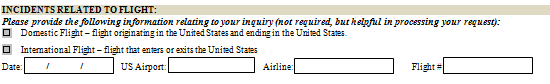 INCIDENTS RELATED TO FLIGHT:
Please provide the following information relating to your inquiry (not required, but helpful in processing your request):
Domestic Flight – flight originating in the United States and ending in the United States.
International Flight – flight that enters or exits the United States
Date: / / US Airport: Airline: Flight #